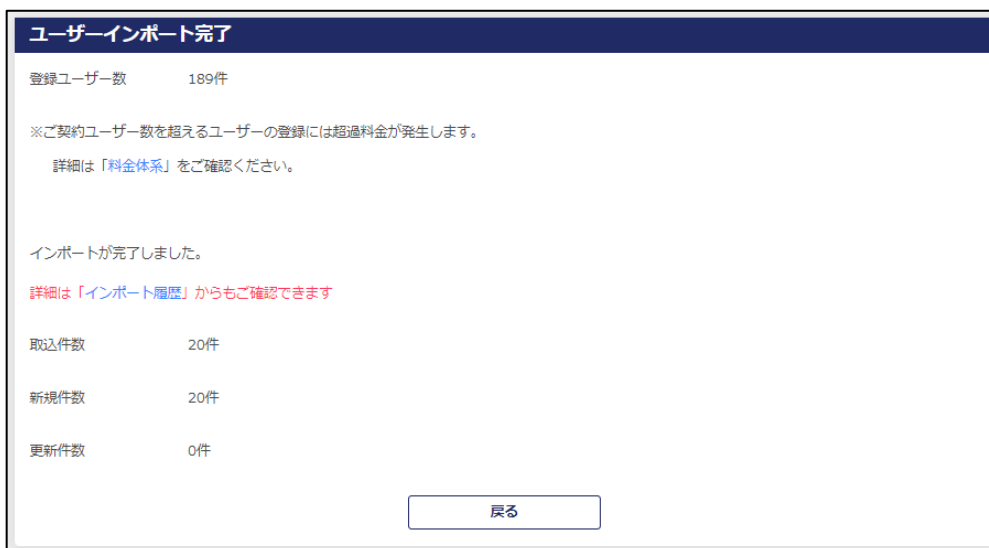 ユーザーインポート完了
登録ユーザー数 189件
※ご契約ユーザー数を超えるユーザーの登録には超過料金が発生します。
詳細は「料金体系」をご確認ください。
インポートが完了しました。
詳細は「インポート履歴」からもご確認できます
取込件数 20件
新規件数 20件
更新件数 0件
戻る